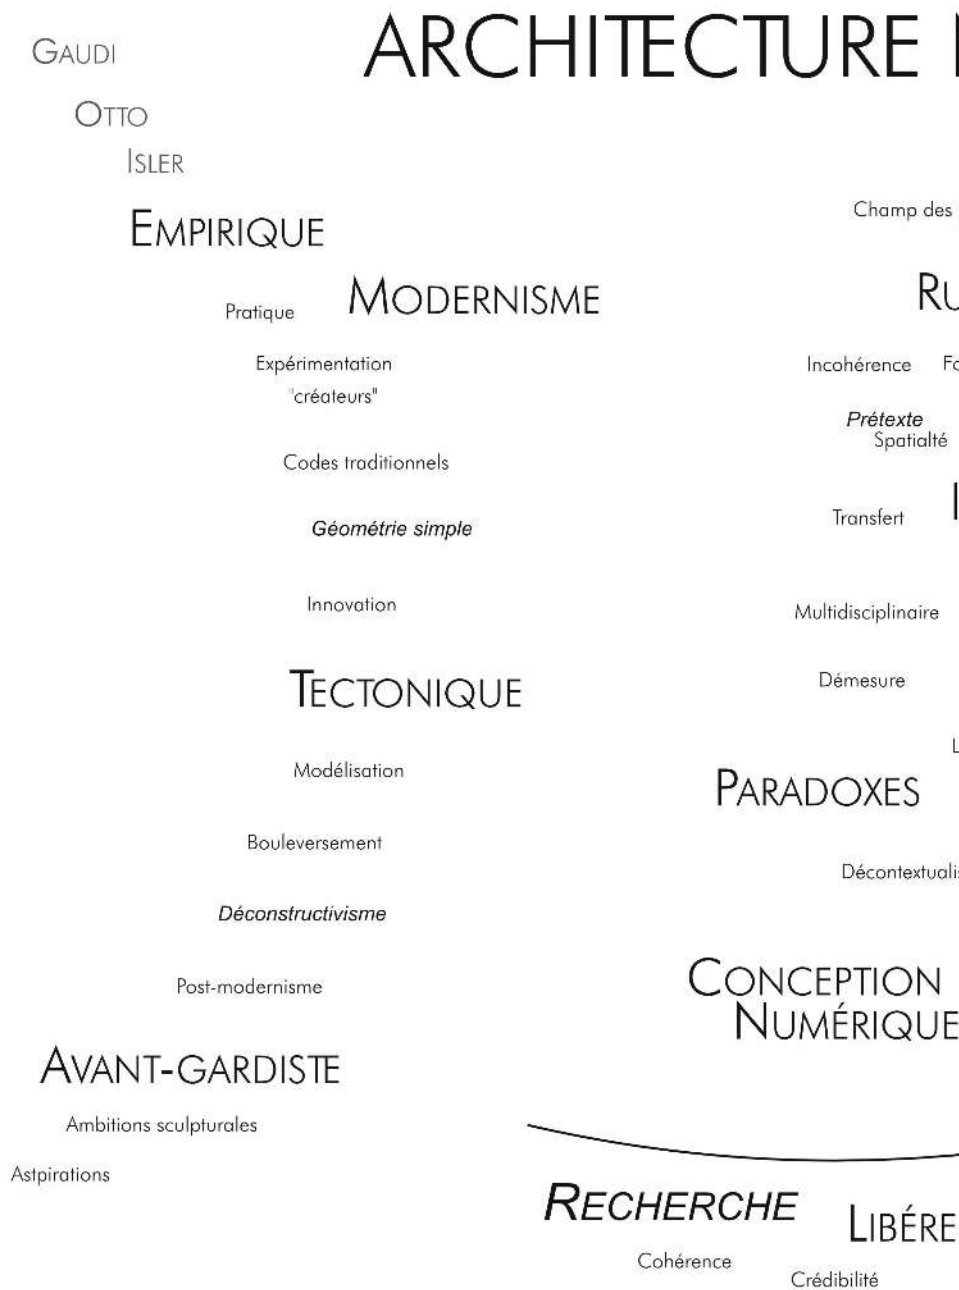 GAUDI
ARCHITECTURE
OTTO
ISLER
EMPIRIQUE
Champ des
MODERNISME
Pratique
Expérimentation
"créateurs"
Incohérence
Prétexte
Spatialté
Codes traditionnels
Géométrie simple
Transfert
Innovation
Multidisciplinaire
TECTONIQUE
Démesure
Modélisation
PARADOXES
Bouleversement
Décontextualis
Déconstructivisme
Post-modernisme
CONCEPTION
NUMÉRIQUE
AVANT-GARDISTE
Ambitions sculpturales
Astpirations
RECHERCHE
LIBÉRE
Cohérence
Crédibilité